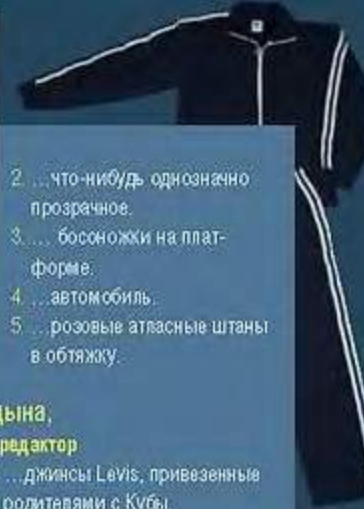 2. ...что-нибудь однозначно
прозрачное.
3. ... босоножки на плат-
форме.
4. ...автомобиль.
5. ...розовые атласные штаны
в обтяжку.
цына,
редактор
...джинсы Levis, привезенные
родителями с Кубы